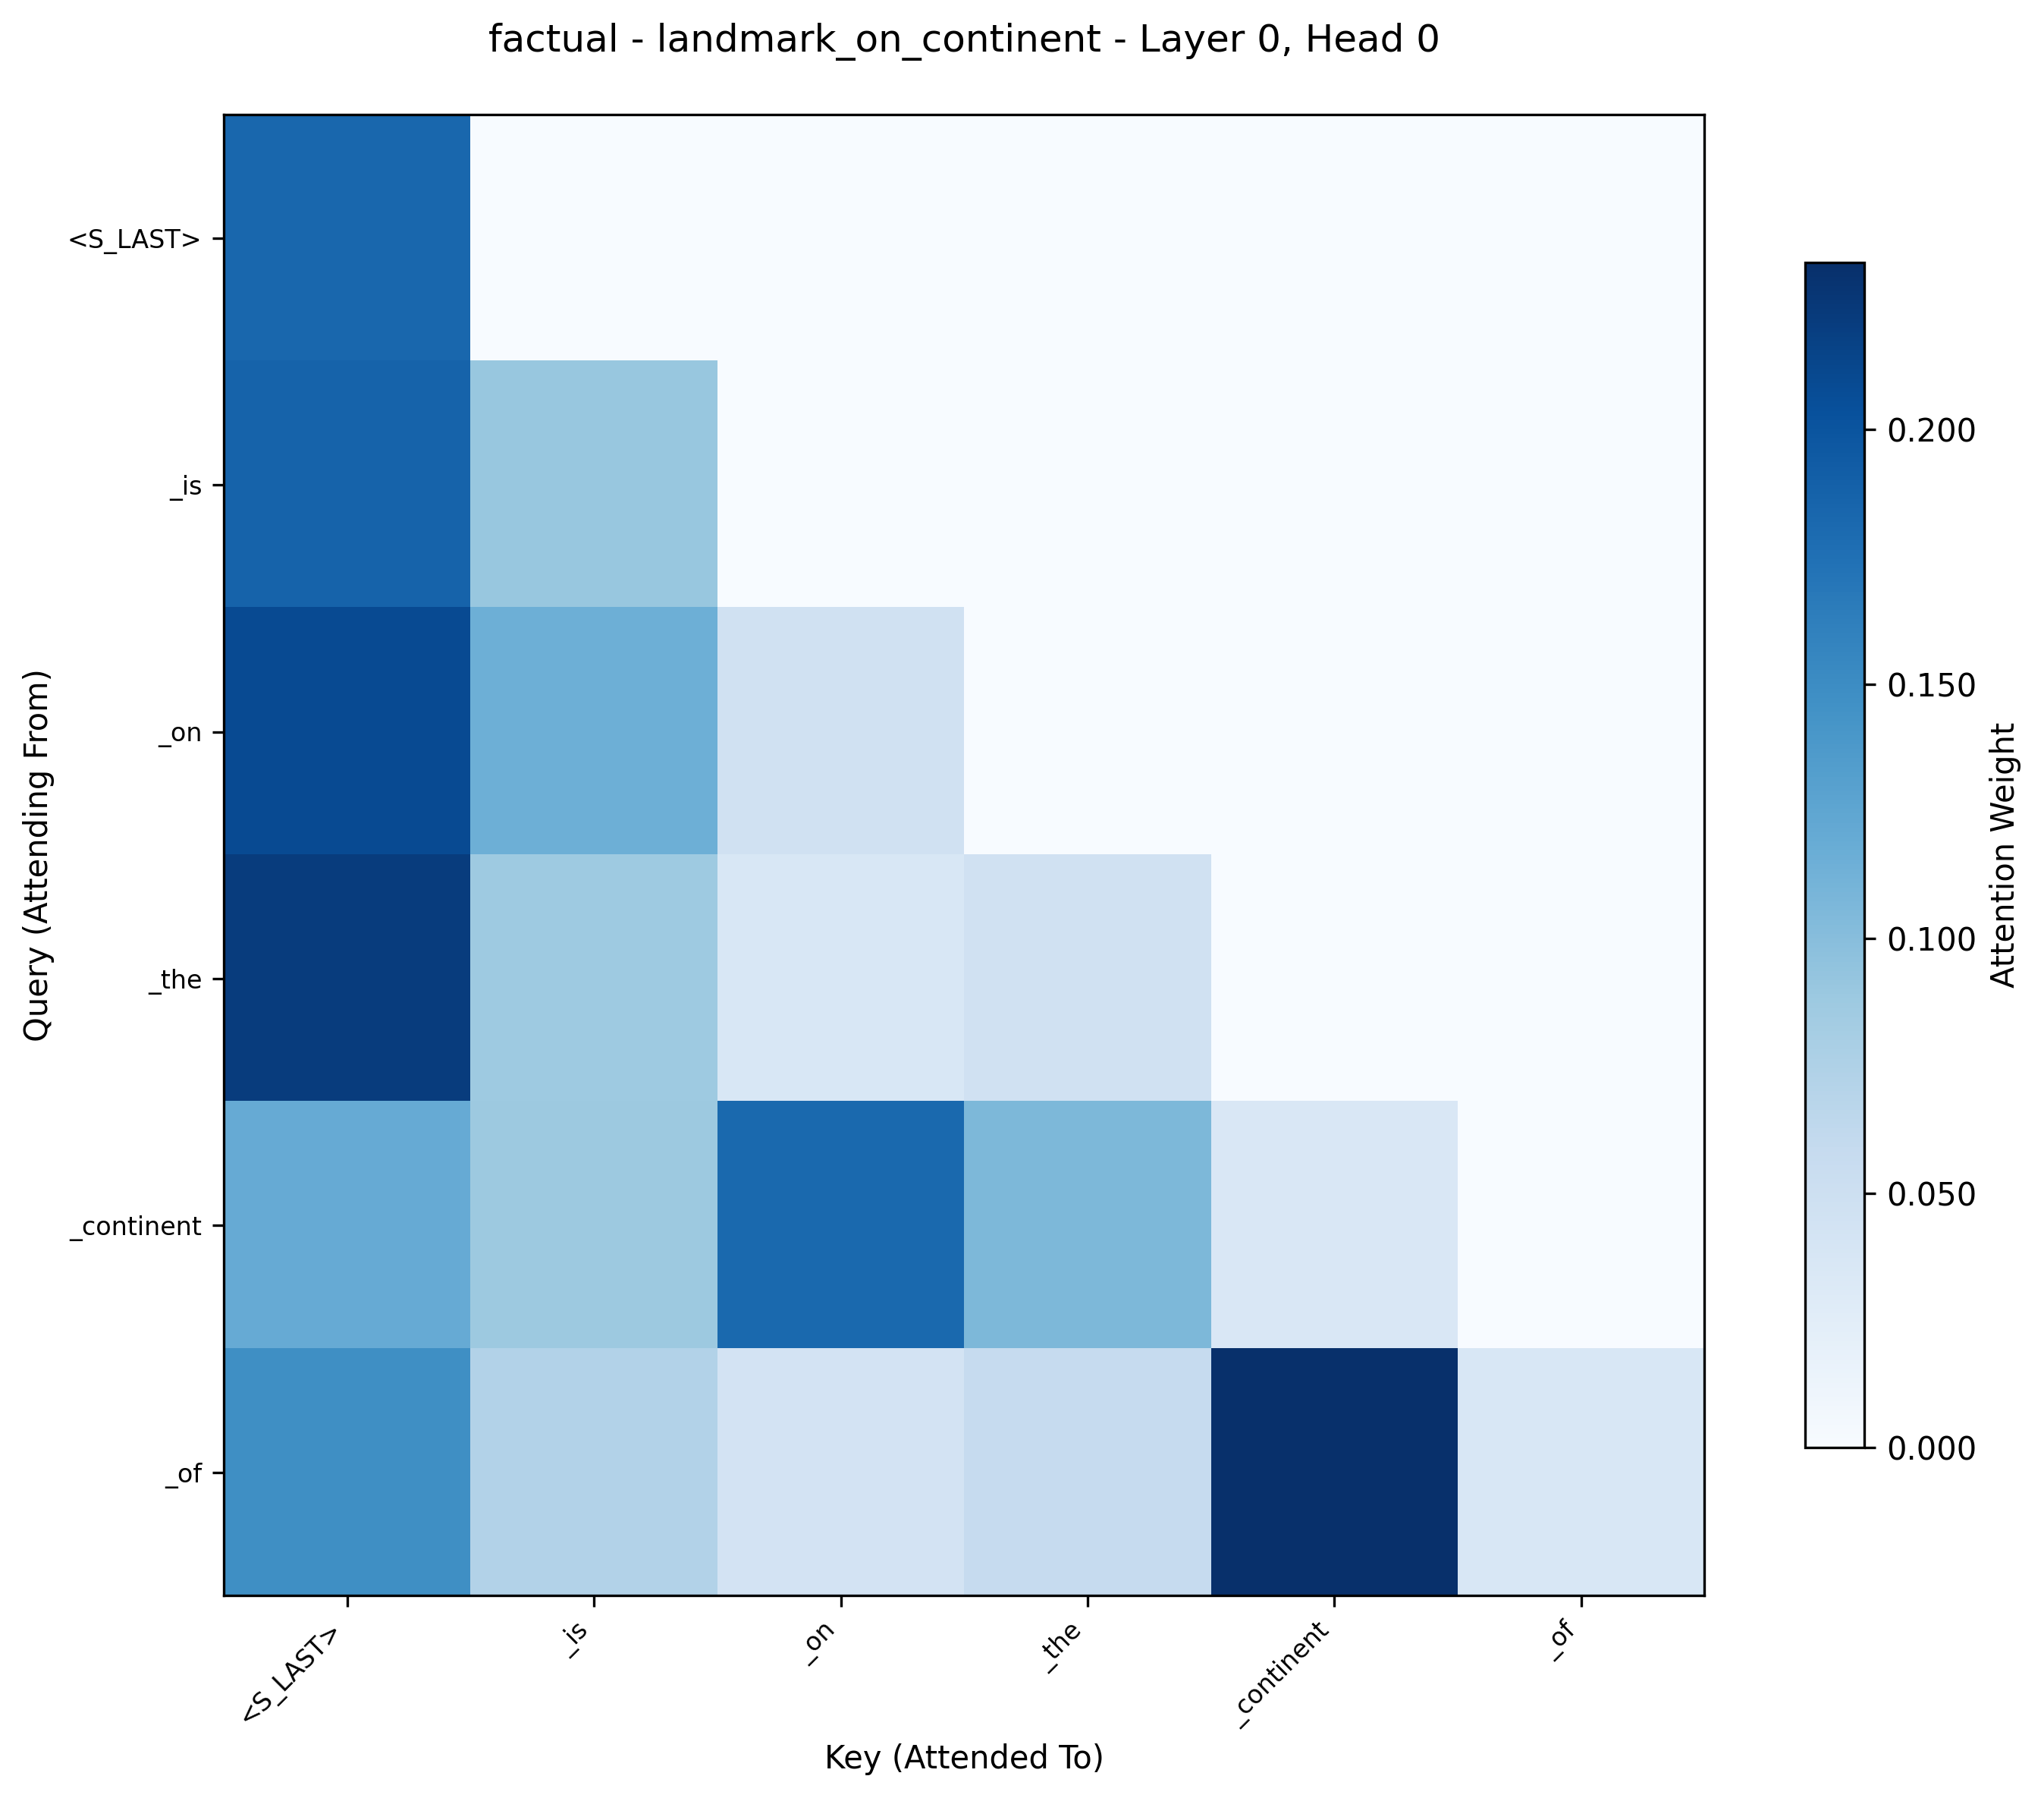 factual - landmark_on_continent - Layer 0, Head 0
Query (Attending From)
<S_LAST>
_is
_on
_the
_continent
_of
<S_LAST>
_is
_on
_the
_continent
_of
Key (Attended To)
0.200
0.150
0.100
0.050
0.000
Attention Weight